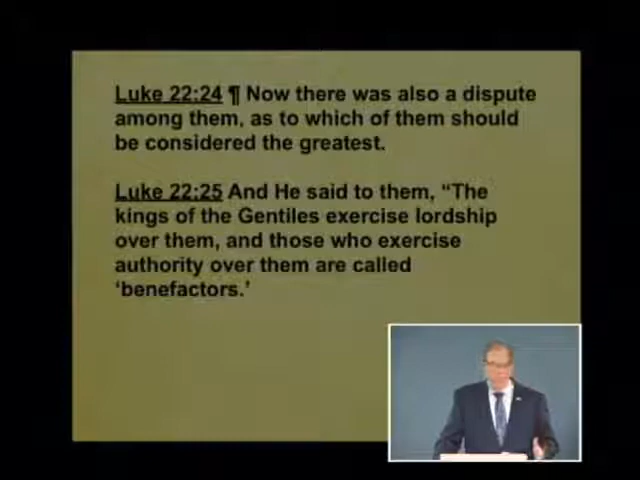 Luke 22:24 ¶ Now there was also a dispute
among them, as to which of them should
be considered the greatest.
Luke 22:25 And He said to them, “The
kings of the Gentiles exercise lordship
over them, and those who exercise
authority over them are called
‘benefactors.’